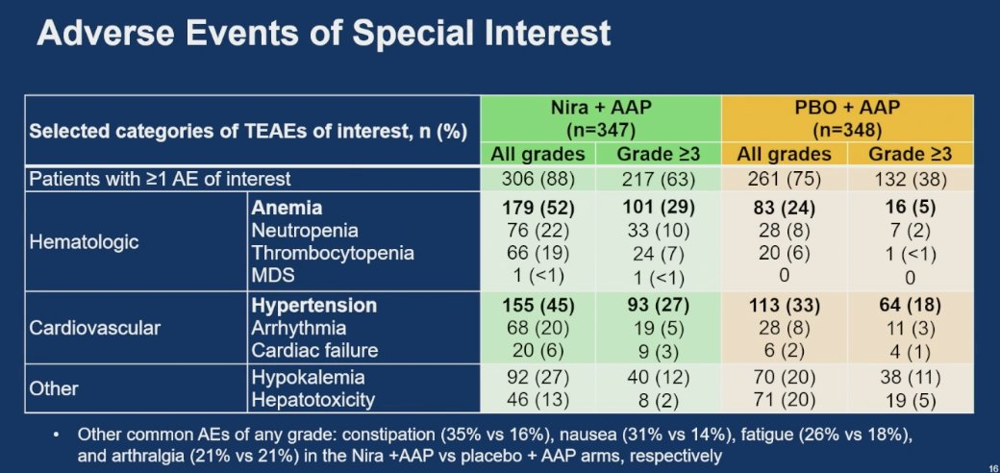 Adverse Events of Special Interest
Selected categories of TEAEs of interest, n (%)
Nira + AAP
(n=347)
PBO + AAP
(n=348)
All grades
Grade ≥3
All grades
Grade ≥3
Patients with ≥1 AE of interest 306 (88) 217 (63) 261 (75) 132 (38)
Hematologic
Anemia 179 (52) 101 (29) 83 (24) 16 (5)
Neutropenia 76 (22) 33 (10) 28 (8) 7 (2)
Thrombocytopenia 66 (19) 24 (7) 20 (6) 1 (<1)
MDS 1 (<1) 1 (<1) 0 0
Cardiovascular
Hypertension 155 (45) 93 (27) 113 (33) 64 (18)
Arrhythmia 68 (20) 19 (5) 28 (8) 11 (3)
Cardiac failure 20 (6) 9 (3) 6 (2) 4 (1)
Other
Hypokalemia 92 (27) 40 (12) 70 (20) 38 (11)
Hepatotoxicity 46 (13) 8 (2) 71 (20) 19 (5)
• Other common AEs of any grade: constipation (35% vs 16%), nausea (31% vs 14%), fatigue (26% vs 18%),
and arthralgia (21% vs 21%) in the Nira +AAP vs placebo + AAP arms, respectively
16